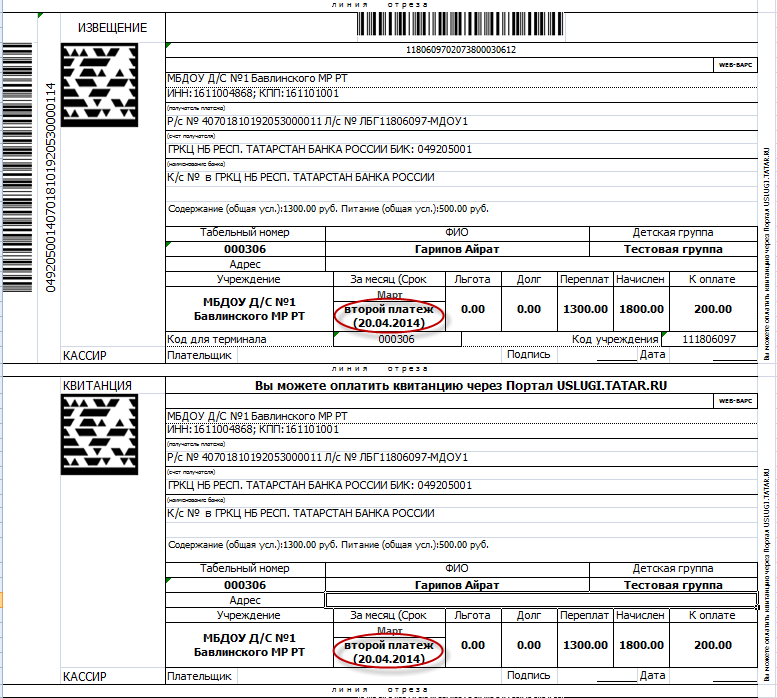 линия отреза
ИЗВЕЩЕНИЕ
1180609702073800030612
WEB-БАРС
04920500140701810192053000​0114
МБДОУ Д/С №1 Бавлинского МР РТ
ИНН:1611004868; КПП:161101001
(получатель платежа)
Р/с № 40701810192053000011 Л/с № ЛБГ11806097-МДОУ1
(счет получателя)
ГРКЦ НБ РЕСП. ТАТАРСТАН БАНКА РОССИИ БИК: 049205001
(наименование банка)
К/с № в ГРКЦ НБ РЕСП. ТАТАРСТАН БАНКА РОССИИ
Содержание (общая усл.):1300.00 руб. Питание (общая усл.):500.00 руб.
Табельный номер ФИО Детская группа
000306 Гарипов Айрат Тестовая группа
Адрес
Учреждение За месяц (Срок Льгота Долг Переплат Начислен К оплате
МБДОУ Д/С №1 Бавлинского МР РТ Март второй платеж (20.04.2014) 0.00 0.00 1300.00 1800.00 200.00
Код для терминала 000306 Код учреждения 111806097
КАССИР Плательщик Подпись Дата
Вы можете оплатить квитанцию через Портал USLUGI.TATAR.RU
линия отреза
КВИТАНЦИЯ Вы можете оплатить квитанцию через Портал USLUGI.TATAR.RU
WEB-БАРС
МБДОУ Д/С №1 Бавлинского МР РТ
ИНН:1611004868; КПП:161101001
(получатель платежа)
Р/с № 40701810192053000011 Л/с № ЛБГ11806097-МДОУ1
(счет получателя)
ГРКЦ НБ РЕСП. ТАТАРСТАН БАНКА РОССИИ БИК: 049205001
(наименование банка)
К/с № в ГРКЦ НБ РЕСП. ТАТАРСТАН БАНКА РОССИИ
Содержание (общая усл.):1300.00 руб. Питание (общая усл.):500.00 руб.
Табельный номер ФИО Детская группа
000306 Гарипов Айрат Тестовая группа
Адрес
Учреждение За месяц (Срок Льгота Долг Переплат Начислен К оплате
МБДОУ Д/С №1 Бавлинского МР РТ Март второй платеж (20.04.2014) 0.00 0.00 1300.00 1800.00 200.00
КАССИР Плательщик Подпись Дата
Вы можете оплатить квитанцию через Портал USLUGI.TATAR.RU
линия отреза